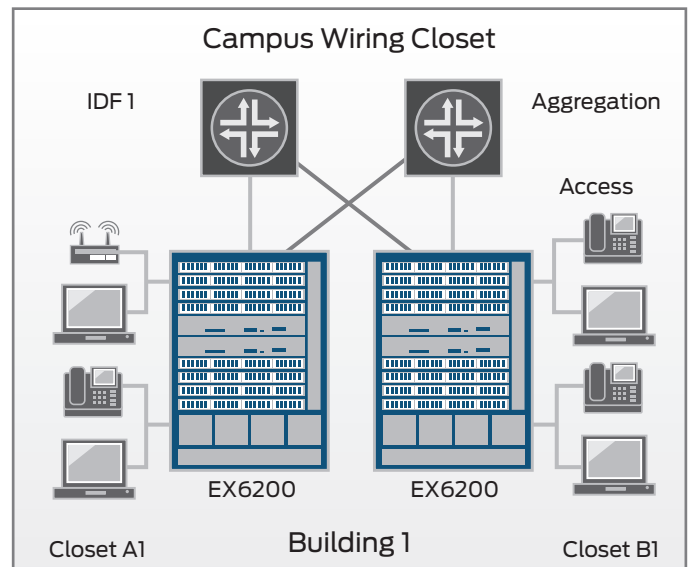 Campus Wiring Closet
IDF 1
Aggregation
Access
EX6200
EX6200
Closet A1
Building 1
Closet B1